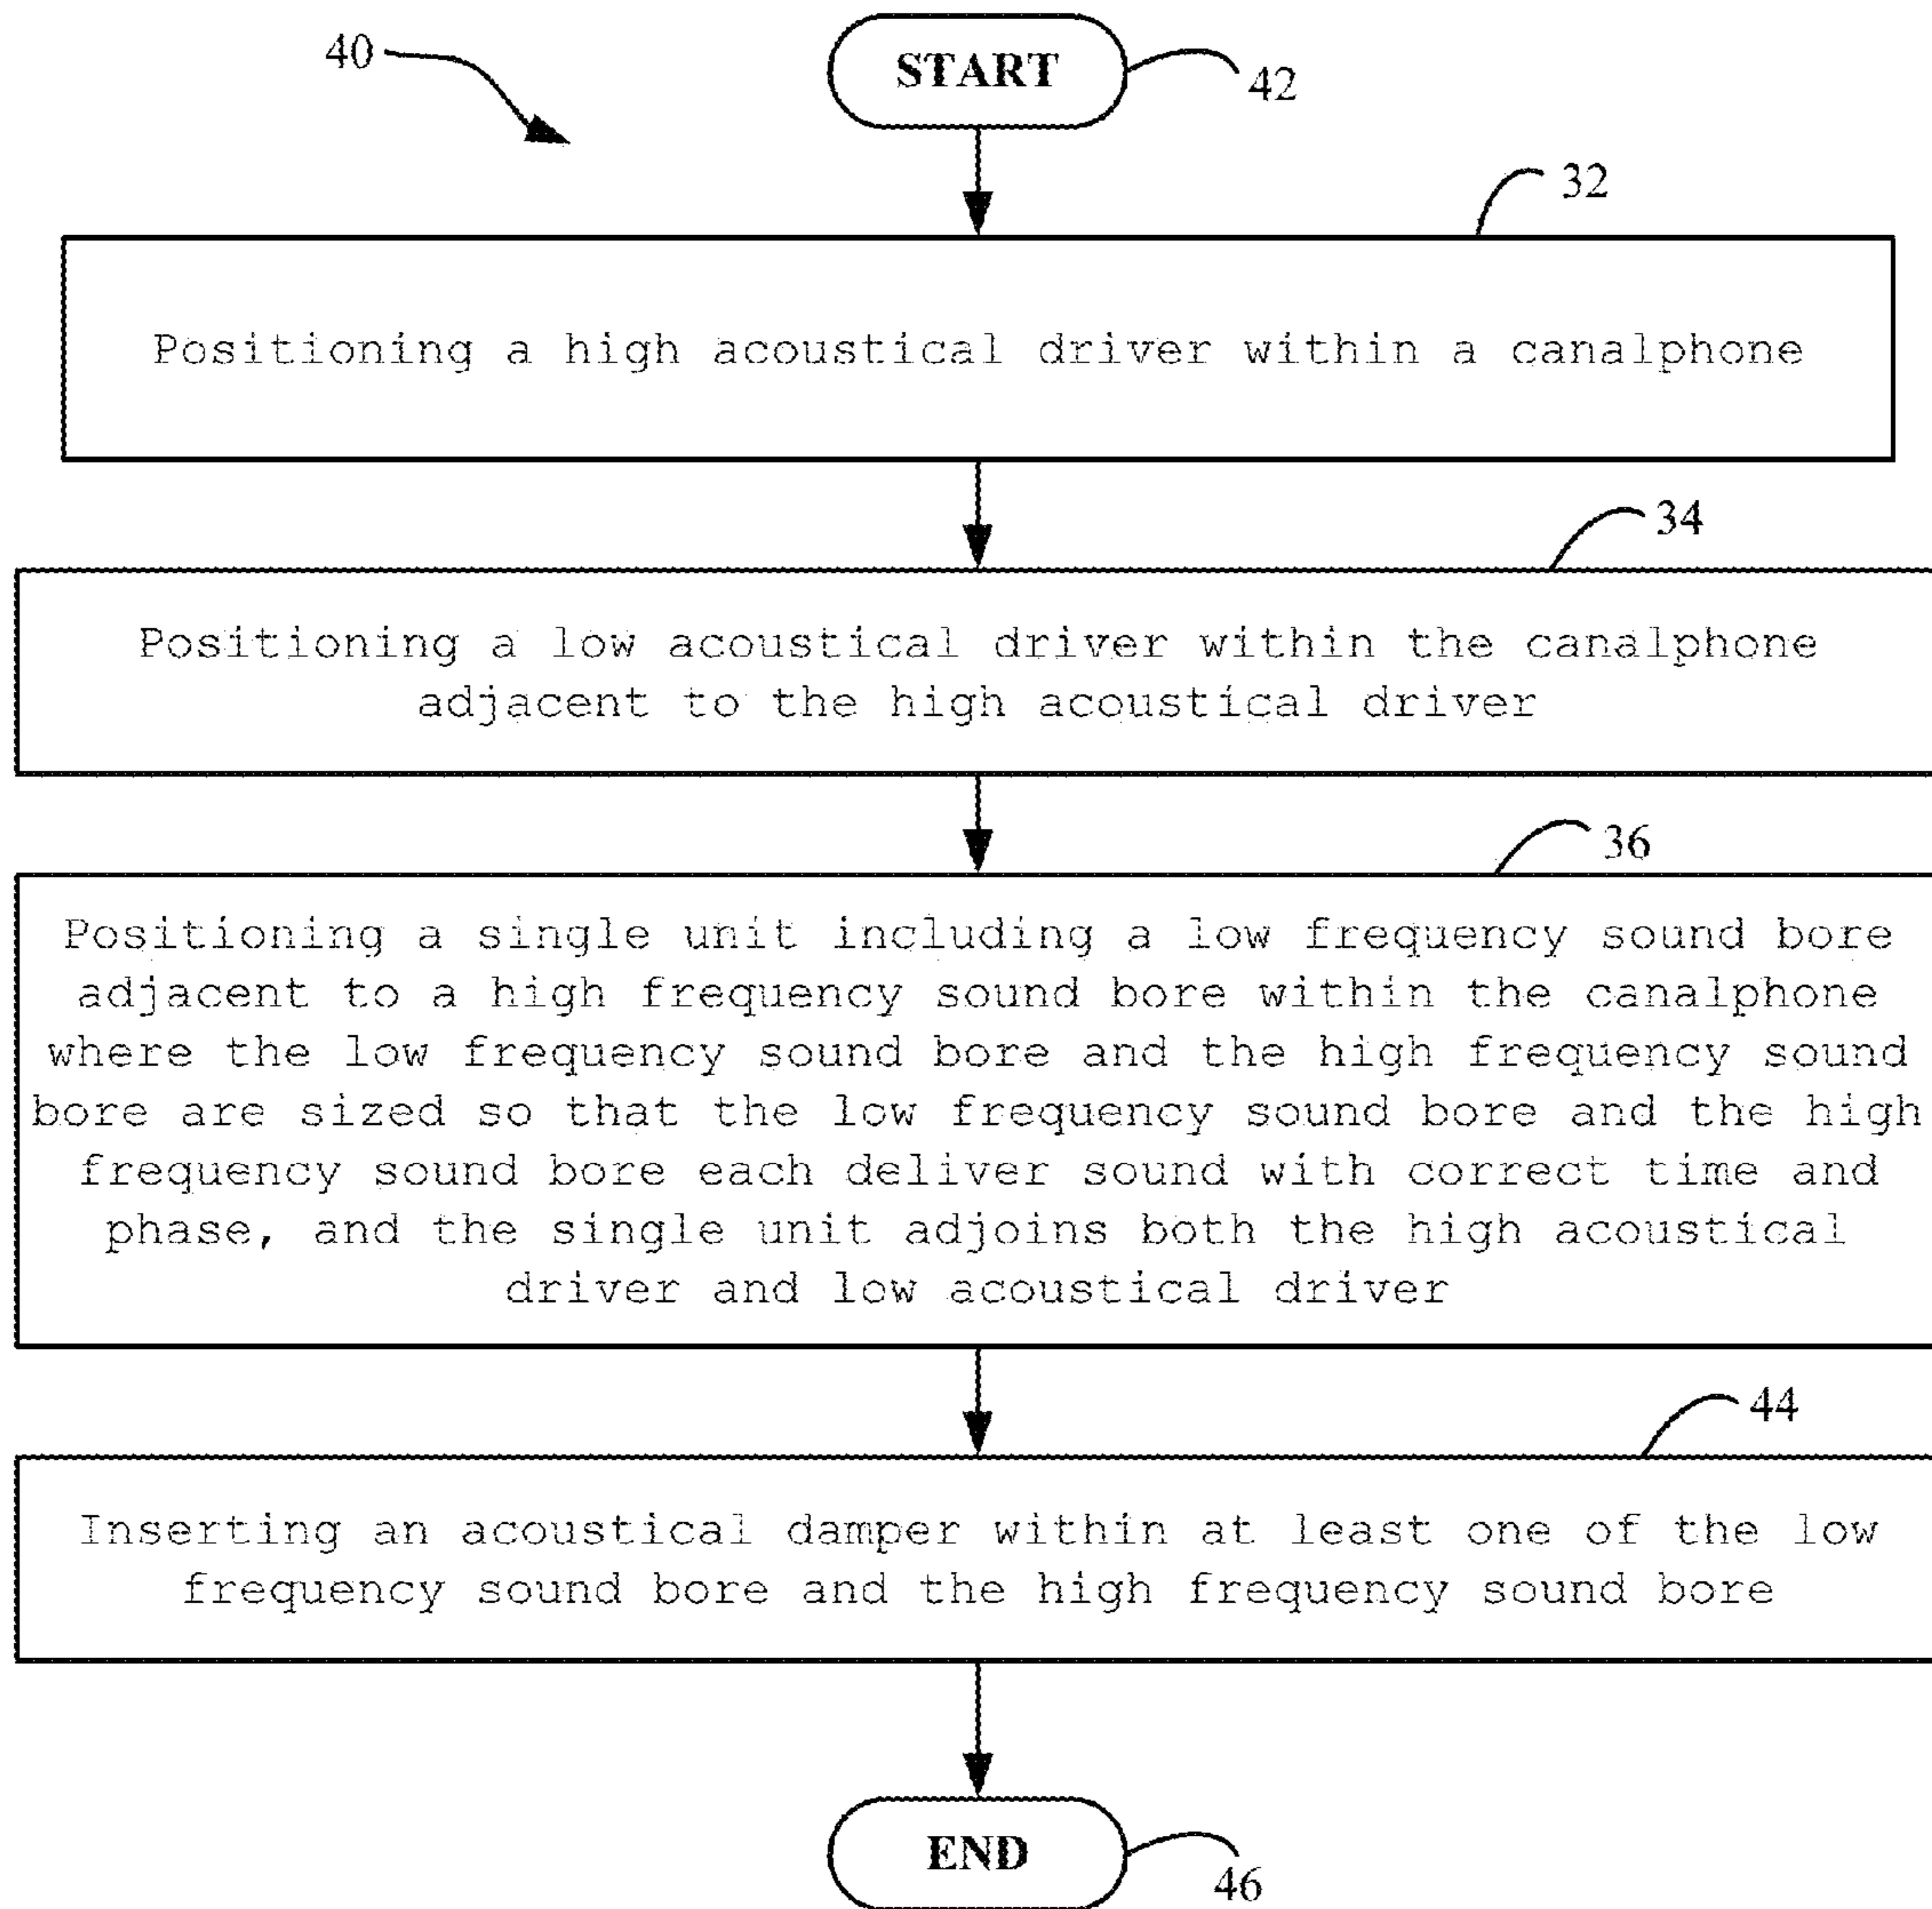 40
START
42
32
Positioning a high acoustical driver within a canalphone
34
Positioning a low acoustical driver within the canalphone
adjacent to the high acoustical driver
36
Positioning a single unit including a low frequency sound bore
adjacent to a high frequency sound bore within the canalphone
where the low frequency sound bore and the high frequency sound
bore are sized so that the low frequency sound bore and the high
frequency sound bore each deliver sound with correct time and
phase, and the single unit adjoins both the high acoustical
driver and low acoustical driver
44
Inserting an acoustical damper within at least one of the low
frequency sound bore and the high frequency sound bore
END
46